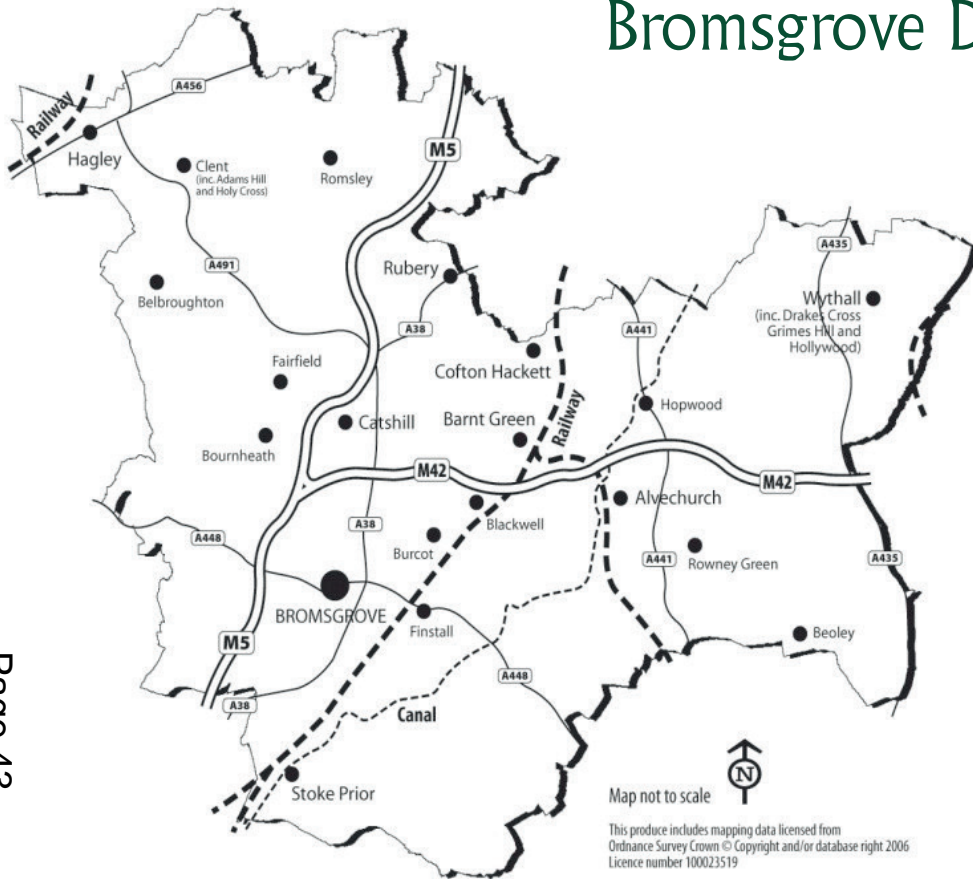 Bromsgrove D
A456
Railway
Hagley
M5
Clent
(inc. Adams Hill
and Holy Cross)
Romsley
A435
A491
Rubery
Belbroughton
Wythall
(inc. Drakes Cross
Grimes Hill and
Hollywood)
A38
A441
Fairfield
Cofton Hackett
Hopwood
Catshill
Barnt Green
Railway
Bournheath
M42
M42
Alvechurch
Blackwell
A38
A448
Burcot
A441
Rowney Green
A435
BROMSGROVE
Finstall
Beoley
M5
A448
A38
Canal
Stoke Prior
N
Map not to scale
This produce includes mapping data licensed from
Ordnance Survey Crown © Copyright and/or database right 2006
Licence number 100023519